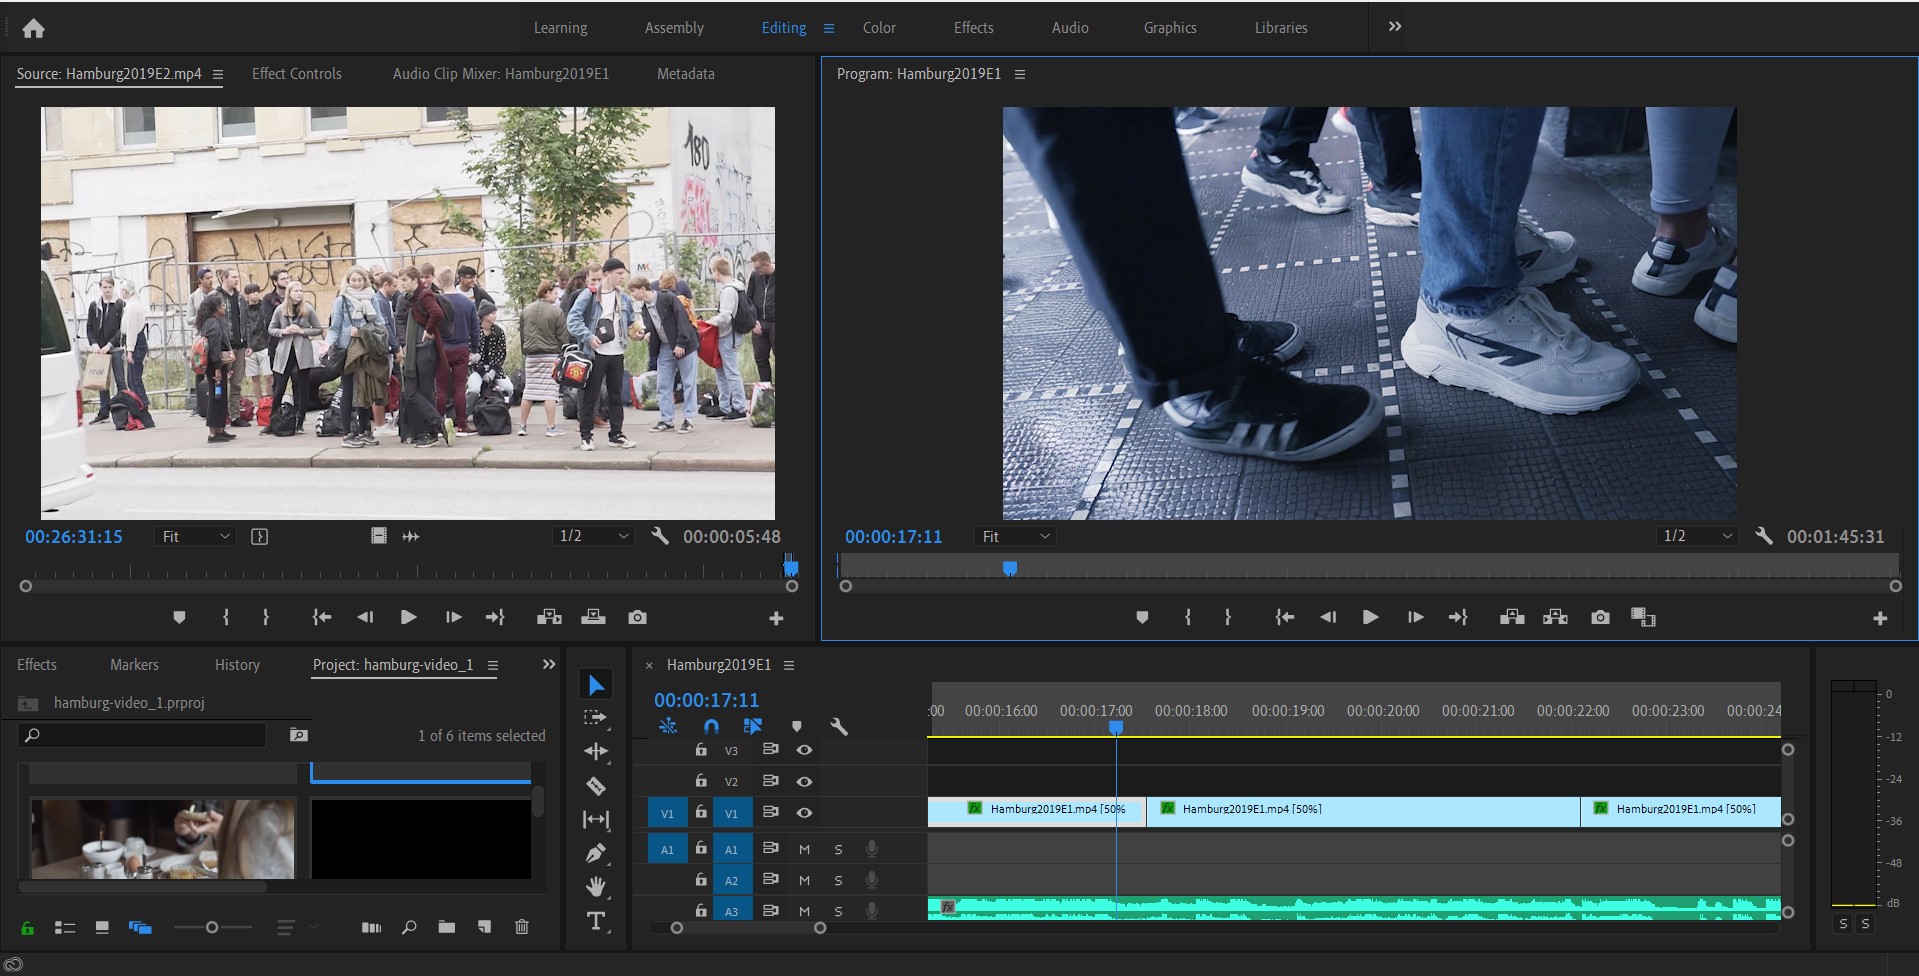 Learning Assembly Editing Color Effects Audio Graphics Libraries
Source: Hamburg2019E2.mp4 Effect Controls Audio Clip Mixer: Hamburg2019E1 Metadata
Program: Hamburg2019E1
180
00:26:31:15 Fit 1/2 00:00:05:48
00:00:17:11 Fit 1/2 00:01:45:31
Effects Markers History Project: hamburg-video_1
hamburg-video_1.prproj
1 of 6 items selected
× Hamburg2019E1
00:00:17:11
:00 00:00:16:00 00:00:17:00 00:00:18:00 00:00:19:00 00:00:20:00 00:00:21:00 00:00:22:00 00:00:23:00 00:00:24
V3
V2
V1 V1
fx Hamburg2019E1.mp4 [50%
fx Hamburg2019E1.mp4 [50%]
fx Hamburg2019E1.mp4 [50%]
A1 A1 M S
A2 M S
A3 M S
fx
0
-12
-24
-36
-48
dB
S S